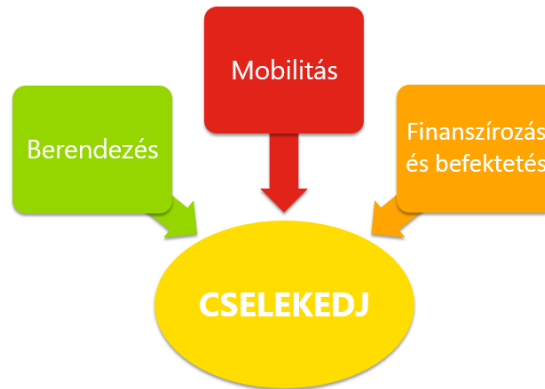 Mobilitás
Berendezés
Finanszírozás
és befektetés
CSELEKEDJ